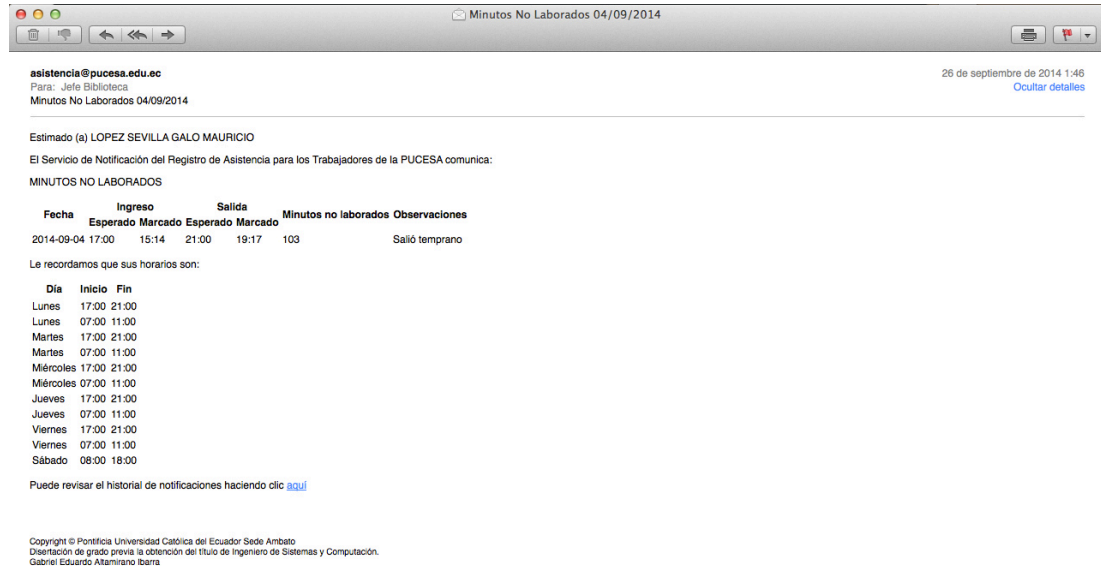 Minutos No Laborados 04/09/2014
asistencia@pucesa.edu.ec
26 de septiembre de 2014 1:46
Para: Jefe Biblioteca
Ocultar detalles
Minutos No Laborados 04/09/2014
Estimado (a) LOPEZ SEVILLA GALO MAURICIO
El Servicio de Notificación del Registro de Asistencia para los Trabajadores de la PUCESA comunica:
MINUTOS NO LABORADOS
Fecha Ingreso Salida Minutos no laborados Observaciones
Esperado Marcado Esperado Marcado
2014-09-04 17:00 15:14 21:00 19:17 103 Salió temprano
Le recordamos que sus horarios son:
Día Inicio Fin
Lunes 17:00 21:00
Lunes 07:00 11:00
Martes 17:00 21:00
Martes 07:00 11:00
Miércoles 17:00 21:00
Miércoles 07:00 11:00
Jueves 17:00 21:00
Jueves 07:00 11:00
Viernes 17:00 21:00
Viernes 07:00 11:00
Sábado 08:00 18:00
Puede revisar el historial de notificaciones haciendo clic aquí
Copyright © Pontificia Universidad Católica del Ecuador Sede Ambato
Disertación de grado previa la obtención del título de Ingeniero de Sistemas y Computación.
Gabriel Eduardo Altamirano Ibarra